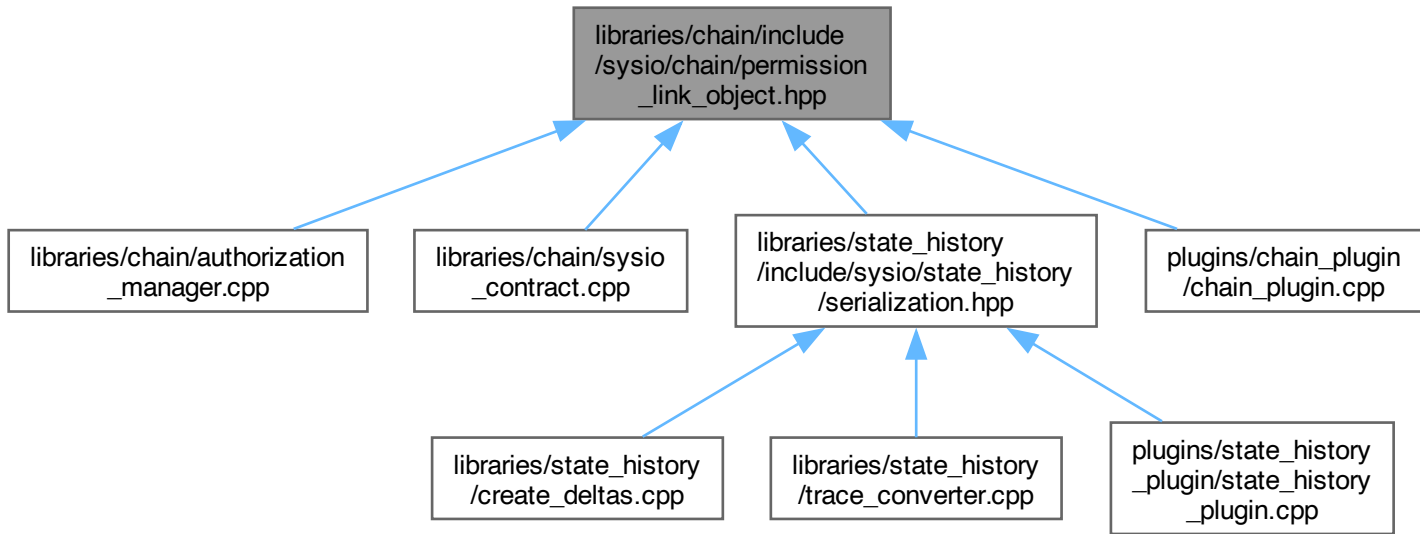 libraries/chain/include
/sysio/chain/permission
_link_object.hpp
libraries/chain/authorization
_manager.cpp
libraries/chain/sysio
_contract.cpp
libraries/state_history
/include/sysio/state_history
/serialization.hpp
plugins/chain_plugin
/chain_plugin.cpp
libraries/state_history
/create_deltas.cpp
libraries/state_history
/trace_converter.cpp
plugins/state_history
_plugin/state_history
_plugin.cpp